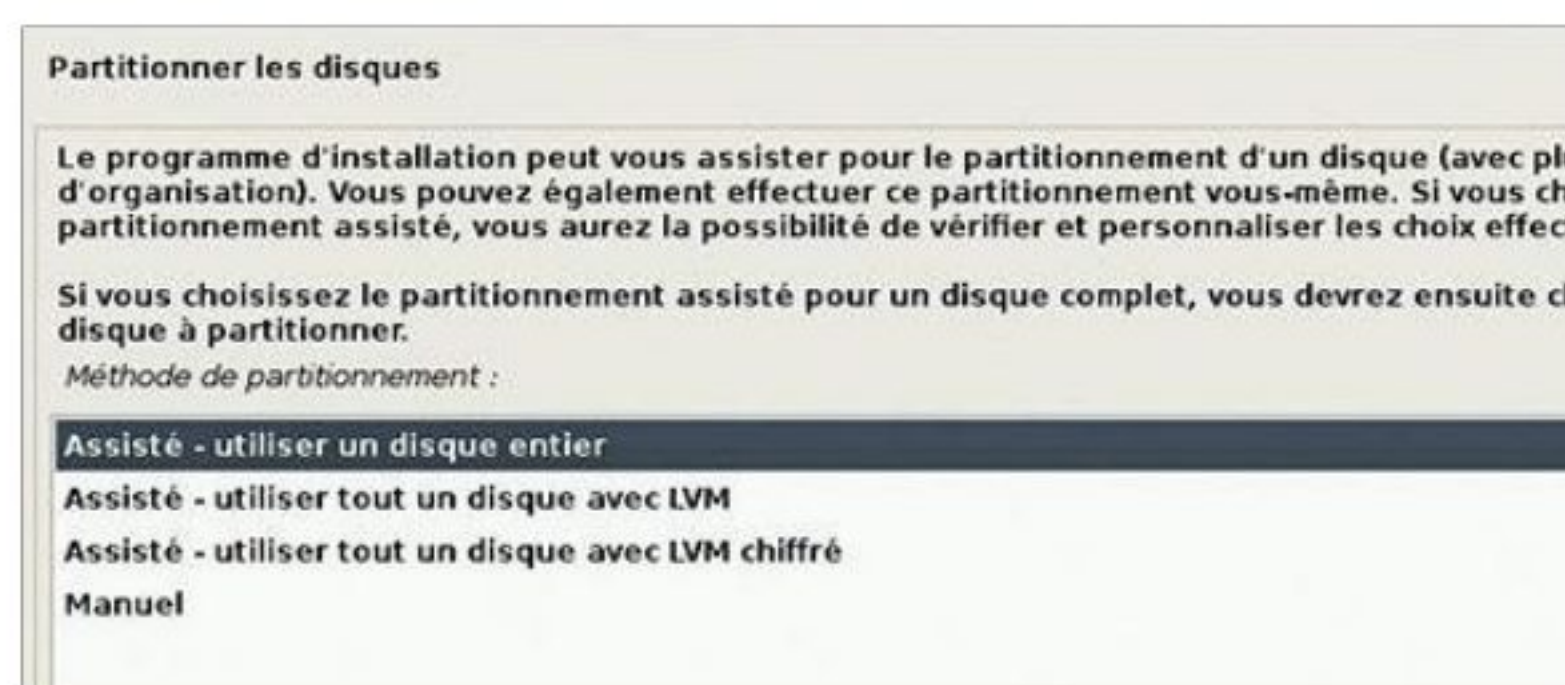 Partitionner les disques
Le programme d'installation peut vous assister pour le partitionnement d'un disque (avec
d'organisation). Vous pouvez également effectuer ce partitionnement vous-même. Si vous
partitionnement assisté, vous aurez la possibilité de vérifier et personnaliser les choix
Si vous choisissez le partitionnement assisté pour un disque complet, vous devrez ensuite
disque à partitionner.
Méthode de partitionnement :
Assisté - utiliser un disque entier
Assisté - utiliser tout un disque avec LVM
Assisté - utiliser tout un disque avec LVM chiffré
Manuel